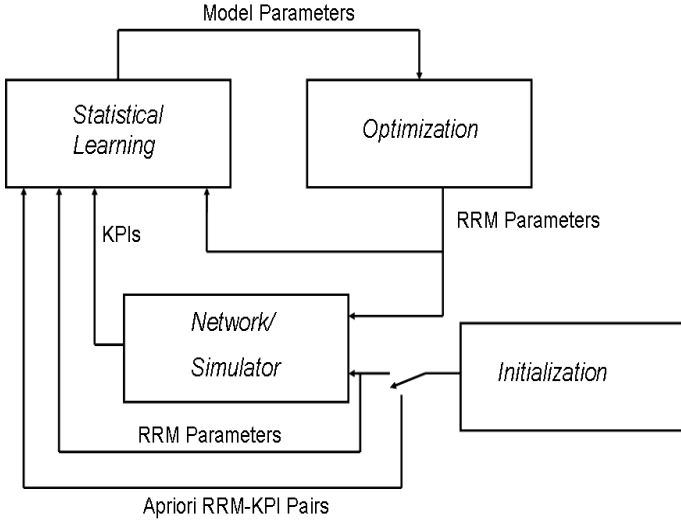 Model Parameters
Statistical
Learning
Optimization
RRM Parameters
KPIs
Network/
Simulator
Initialization
RRM Parameters
Apriori RRM-KPI Pairs